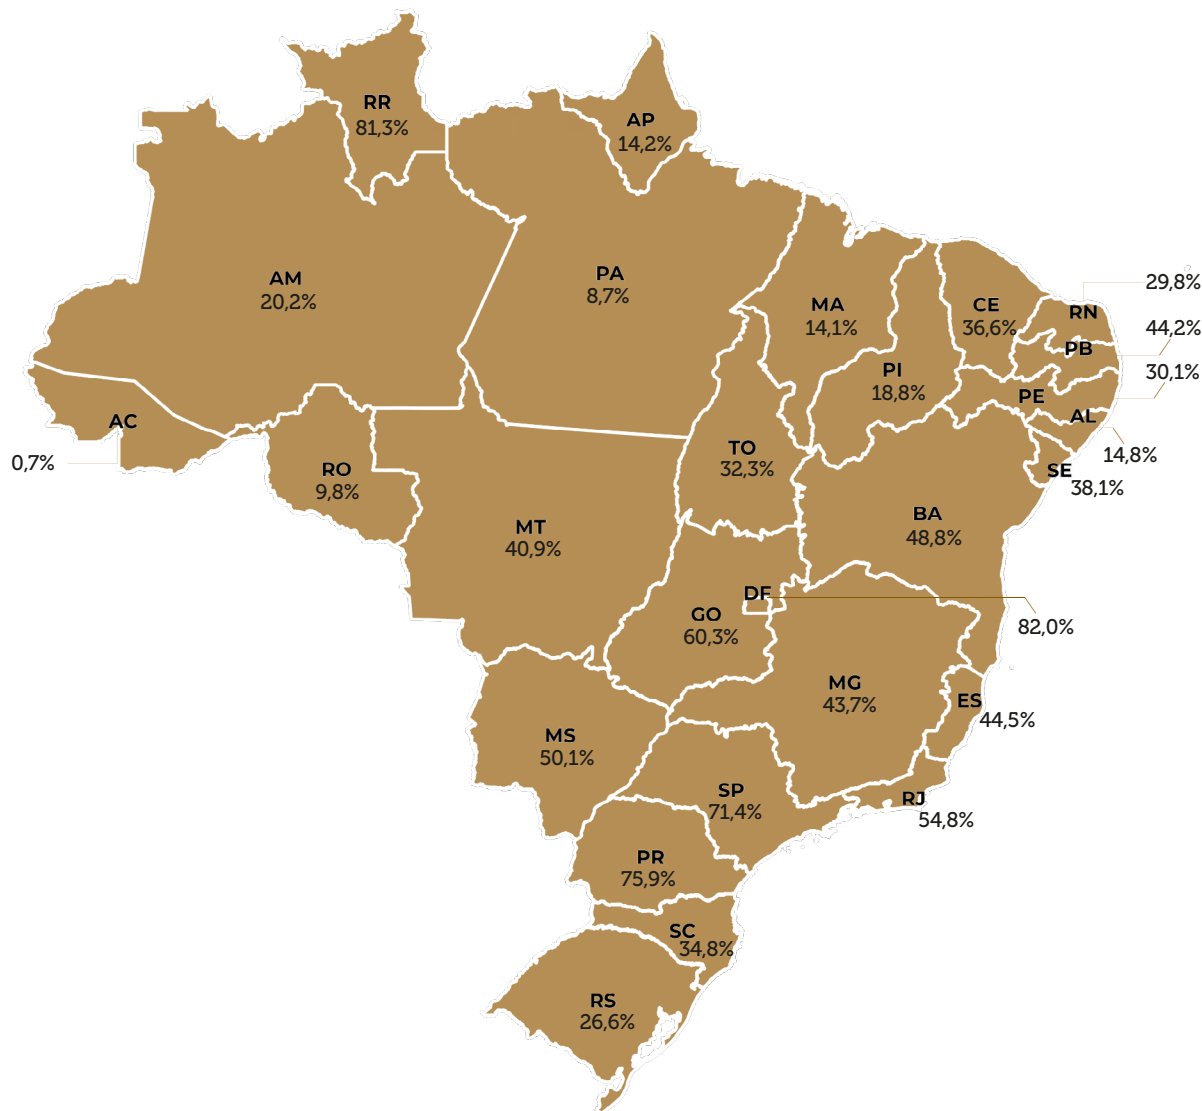 RR
81,3%
AP
14,2%
AM
20,2%
PA
8,7%
MA
14,1%
CE
36,6%
29,8%
RN
44,2%
PB
30,1%
PI
18,8%
PE
AL
14,8%
AC
0,7%
RO
9,8%
TO
32,3%
SE
38,1%
MT
40,9%
BA
48,8%
DF
82,0%
GO
60,3%
MG
43,7%
ES
44,5%
MS
50,1%
SP
71,4%
RJ
54,8%
PR
75,9%
SC
34,8%
RS
26,6%